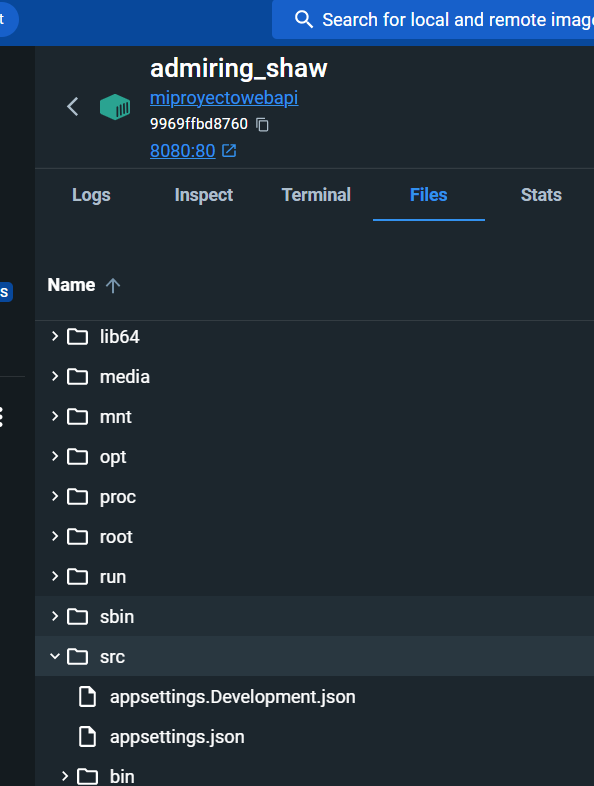 t
Search for local and remote imag
admiring_shaw
miproyectowebapi
9969ffbd8760
8080:80
Logs Inspect Terminal Files Stats
s
Name
lib64
media
mnt
opt
proc
root
run
sbin
src
appsettings.Development.json
appsettings.json
bin